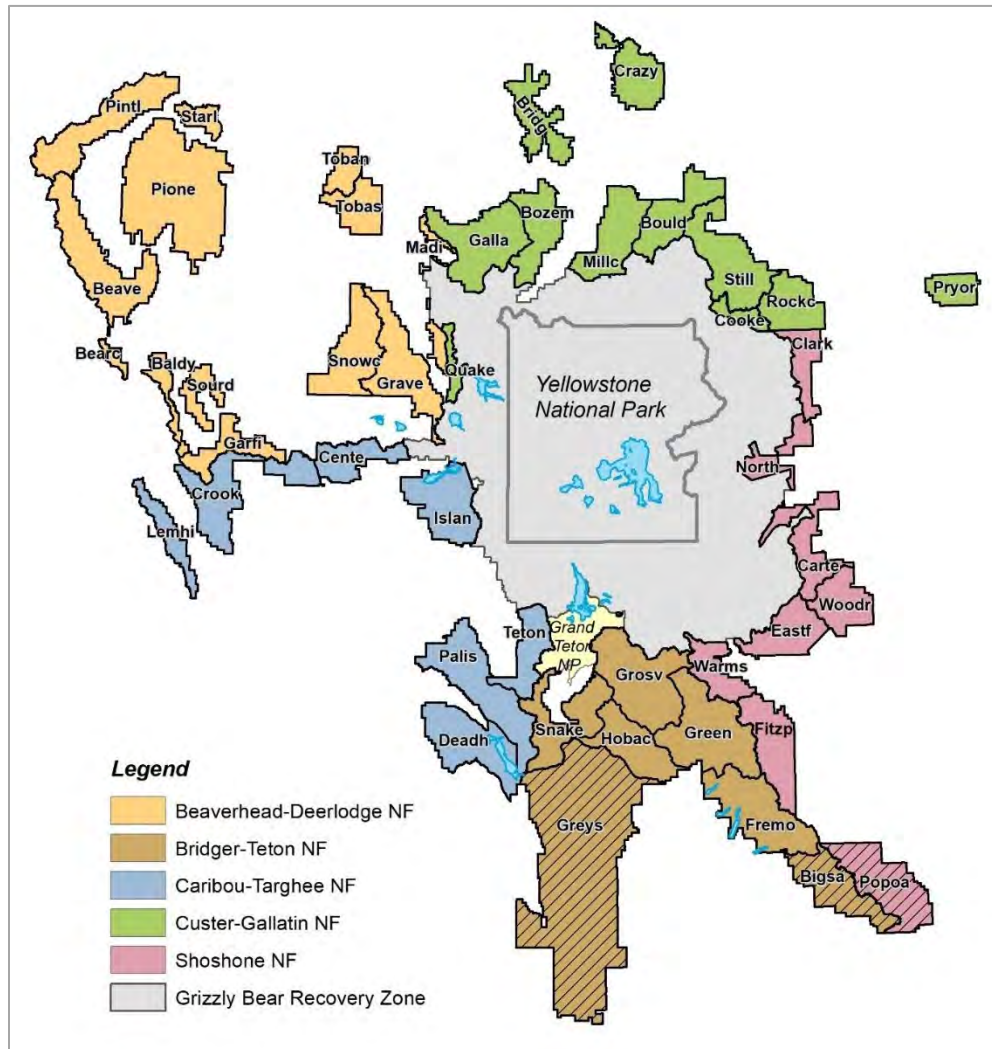 Crazy
Pintl
Starl
Bridg
Pione
Toban
Tobas
Bozem
Galla
Madi
Bould
Millc
Still
Beave
Rockc
Pryor
Cooke
Bearc
Baldy
Sourd
Snowc
Grave
Quake
Clark
Yellowstone
National Park
Garfi
Cente
North
Crook
Islan
Lemhi
Carte
Woodr
Eastf
Teton
Grand
Teton
NP
Palis
Warms
Grosv
Deadh
Snake
Hobac
Green
Fitzp
Legend
Beaverhead-Deerlodge NF
Bridger-Teton NF
Caribou-Targhee NF
Custer-Gallatin NF
Shoshone NF
Grizzly Bear Recovery Zone
Greys
Fremo
Bigsa
Popoa